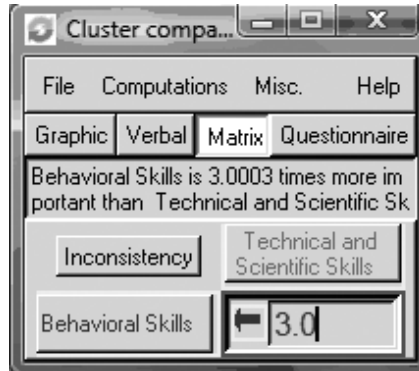 Cluster compa...
File Computations Misc. Help
Graphic Verbal Matrix Questionnaire
Behavioral Skills is 3.0003 times more im
portant than Technical and Scientific Sk
Inconsistency
Technical and
Scientific Skills
Behavioral Skills
3.0